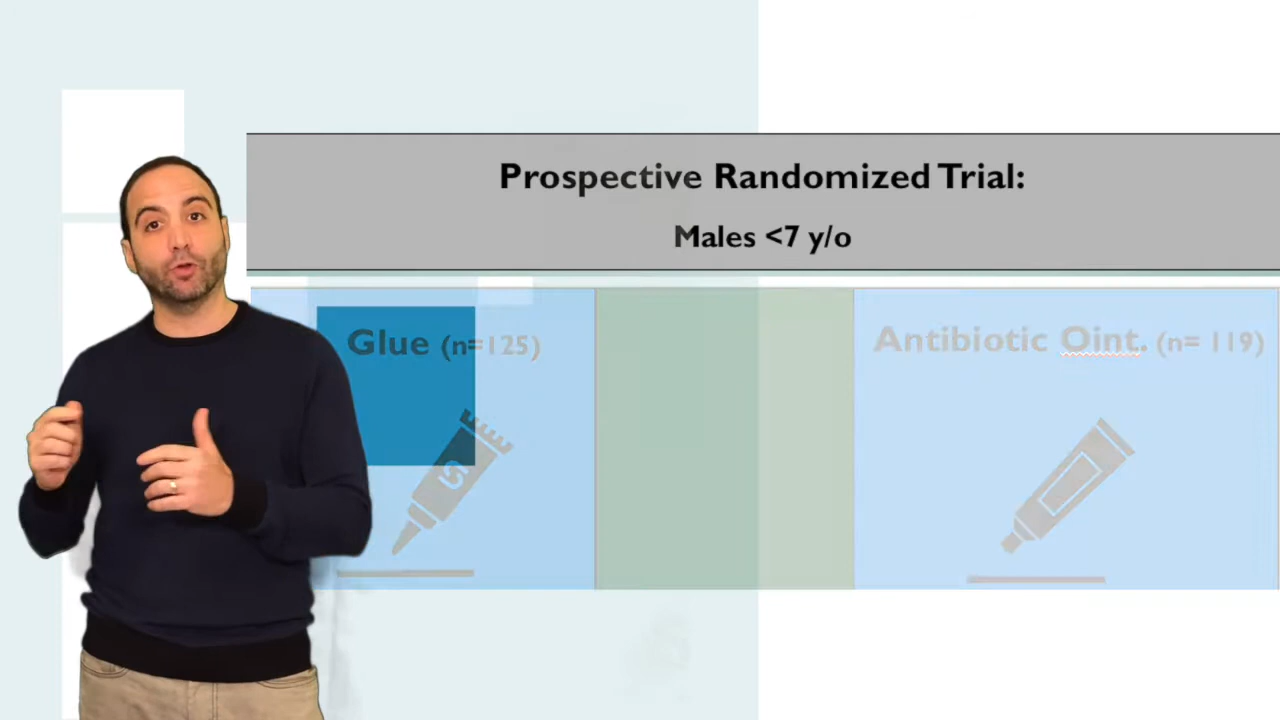 Prospective Randomized Trial:
Males <7 y/o
Glue (n=125)
Antibiotic Oint. (n= 119)